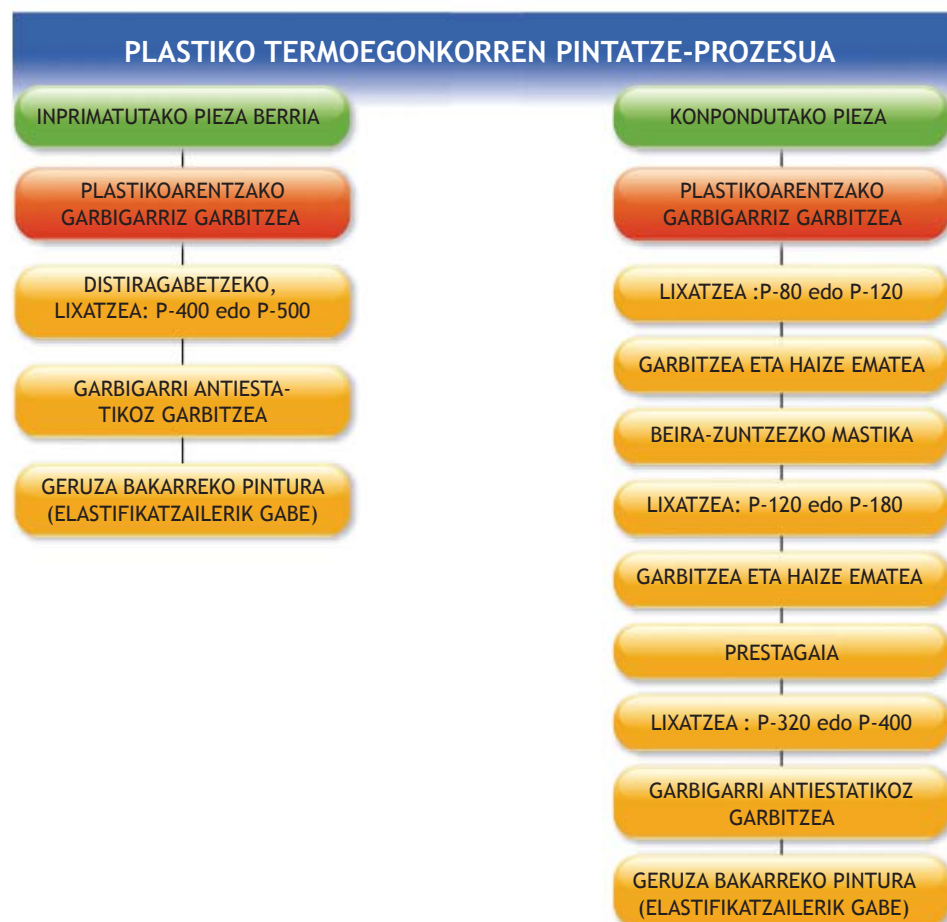 PLASTIKO TERMOEGONKORREN PINTATZE-PROZESUA
INPRIMATUTAKO PIEZA BERRIA
PLASTIKOARENTZAKO
GARBIGARRIZ GARBITZEA
DISTIRAGABETZEKO,
LIXATZEA: P-400 edo P-500
GARBIGARRI ANTIESTA-
TIKOZ GARBITZEA
GERUZA BAKARREKO PINTURA
(ELASTIFIKATZAILERIK GABE)
KONPONDUTAKO PIEZA
PLASTIKOARENTZAKO
GARBIGARRIZ GARBITZEA
LIXATZEA :P-80 edo P-120
GARBITZEA ETA HAIZE EMATEA
BEIRA-ZUNTZEZKO MASTIKA
LIXATZEA: P-120 edo P-180
GARBITZEA ETA HAIZE EMATEA
PRESTAGAIA
LIXATZEA : P-320 edo P-400
GARBIGARRI ANTIESTATIKOZ
GARBITZEA
GERUZA BAKARREKO PINTURA
(ELASTIFIKATZAILERIK GABE)